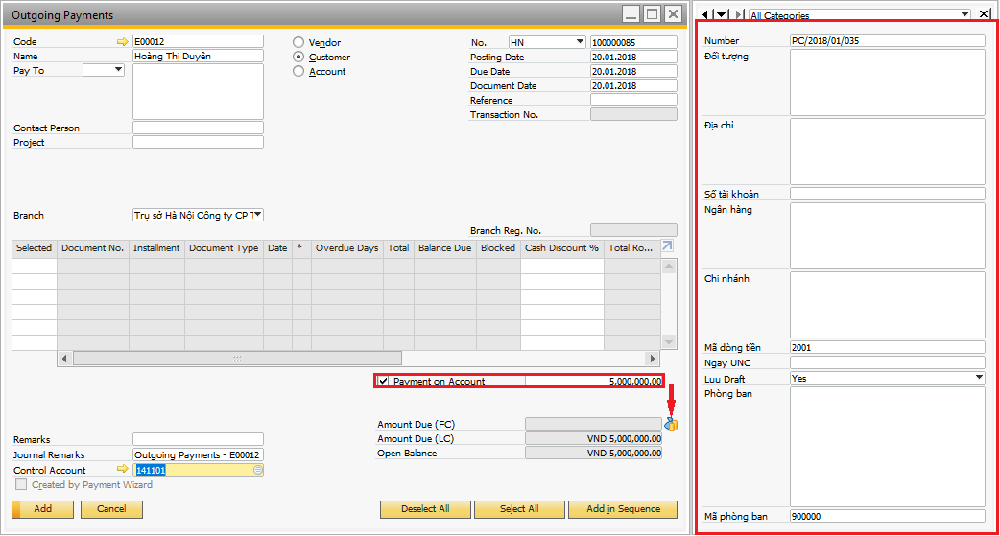 Outgoing Payments
Code E00012
Name Hoàng Thị Duyên
Pay To
Contact Person
Project
Vendor
Customer
Account
No. HN 100000085
Posting Date 20.01.2018
Due Date 20.01.2018
Document Date 20.01.2018
Reference
Transaction No.
Branch Trụ sở Hà Nội Công ty CP T
Branch Reg. No.
Selected Document No. Installment Document Type Date * Overdue Days Total Balance Due Blocked Cash Discount % Total Ro...
Payment on Account 5,000,000.00
Amount Due (FC)
Amount Due (LC) VND 5,000,000.00
Open Balance VND 5,000,000.00
Remarks
Journal Remarks Outgoing Payments - E00012
Control Account 141101
Created by Payment Wizard
Add Cancel Deselect All Select All Add in Sequence
All Categories
Number PC/2018/01/035
Đối tượng
Địa chỉ
Số tài khoản
Ngân hàng
Chi nhánh
Mã dòng tiền 2001
Ngay UNC
Luu Draft Yes
Phòng ban
Mã phòng ban 900000